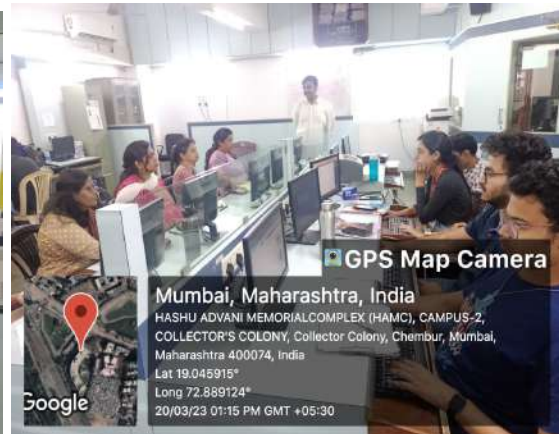 GPS Map Camera
Mumbai, Maharashtra, India
HASHU ADVANI MEMORIALCOMPLEX (HAMC), CAMPUS-2,
COLLECTOR'S COLONY, Collector Colony, Chembur, Mumbai,
Maharashtra 400074, India
Lat 19.045915°
Long 72.889124°
20/03/23 01:15 PM GMT +05:30
Google